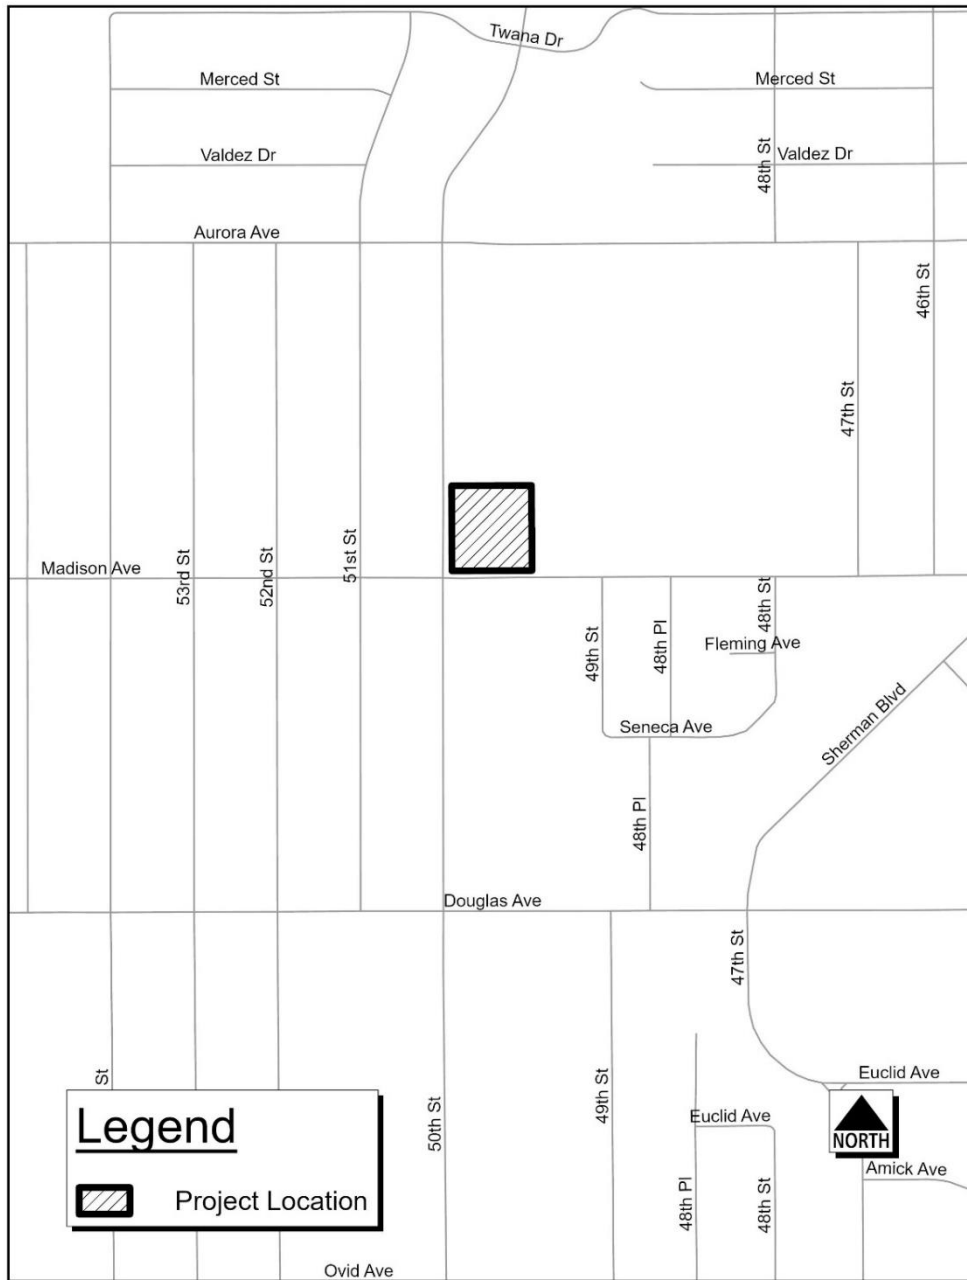 Twana Dr
Merced St
Merced St
Valdez Dr
48th St
Valdez Dr
Aurora Ave
46th St
47th St
Madison Ave
53rd St
52nd St
51st St
49th St
48th Pl
48th St
Fleming Ave
Seneca Ave
Sherman Blvd
48th Pl
Douglas Ave
47th St
St
50th St
49th St
Euclid Ave
Euclid Ave
48th Pl
48th St
NORTH
Amick Ave
Legend
Project Location
Ovid Ave